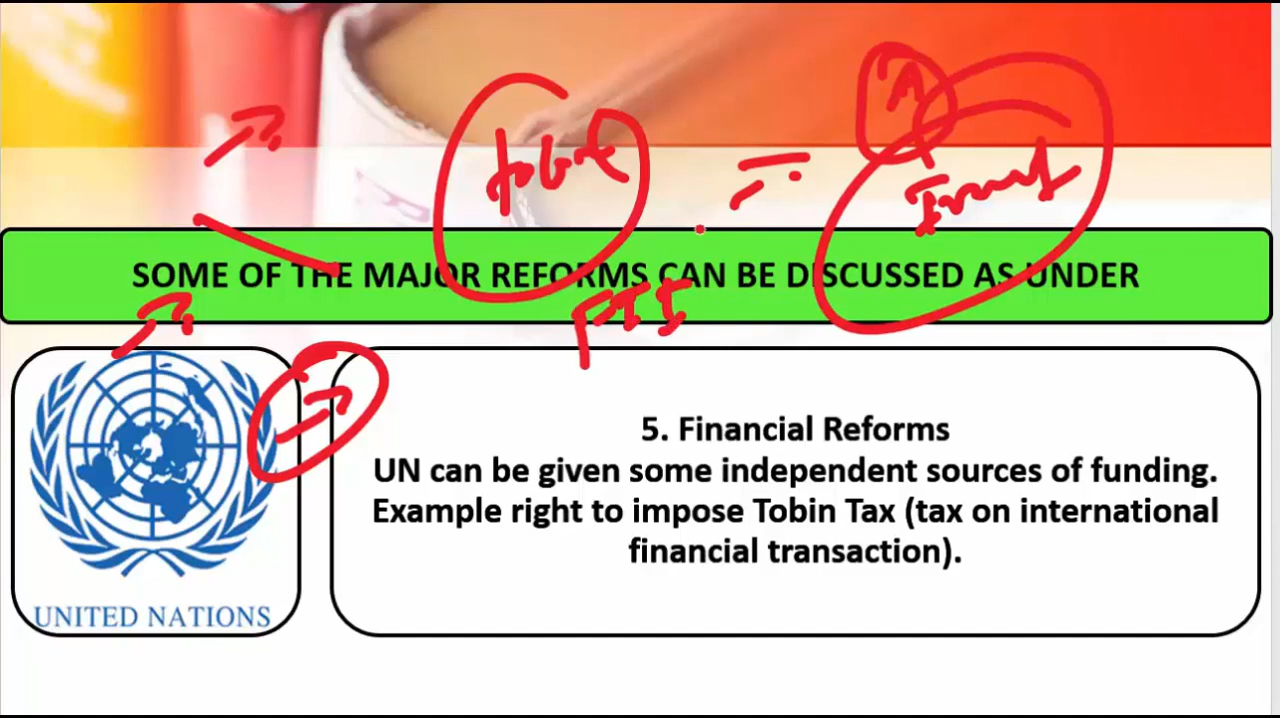 SOME OF THE MAJOR REFORMS CAN BE DISCUSSED AS UNDER
UNITED NATIONS
5. Financial Reforms
UN can be given some independent sources of funding.
Example right to impose Tobin Tax (tax on international
financial transaction).